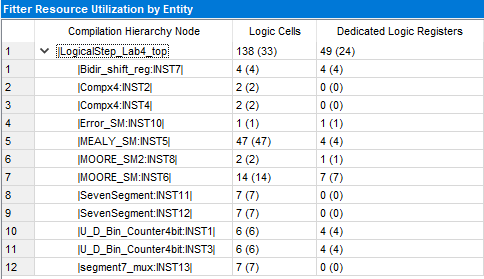 Fitter Resource Utilization by Entity
Compilation Hierarchy Node Logic Cells Dedicated Logic Registers
1 |LogicalStep_Lab4_top 138 (33) 49 (24)
1 |Bidir_shift_reg:INST7| 4 (4) 4 (4)
2 |Compx4:INST2| 2 (2) 0 (0)
3 |Compx4:INST4| 2 (2) 0 (0)
4 |Error_SM:INST10| 1 (1) 1 (1)
5 |MEALY_SM:INST5| 47 (47) 4 (4)
6 |MOORE_SM2:INST8| 2 (2) 1 (1)
7 |MOORE_SM:INST6| 14 (14) 7 (7)
8 |SevenSegment:INST11| 7 (7) 0 (0)
9 |SevenSegment:INST12| 7 (7) 0 (0)
10 |U_D_Bin_Counter4bit:INST1| 6 (6) 4 (4)
11 |U_D_Bin_Counter4bit:INST3| 6 (6) 4 (4)
12 |segment7_mux:INST13| 7 (7) 0 (0)